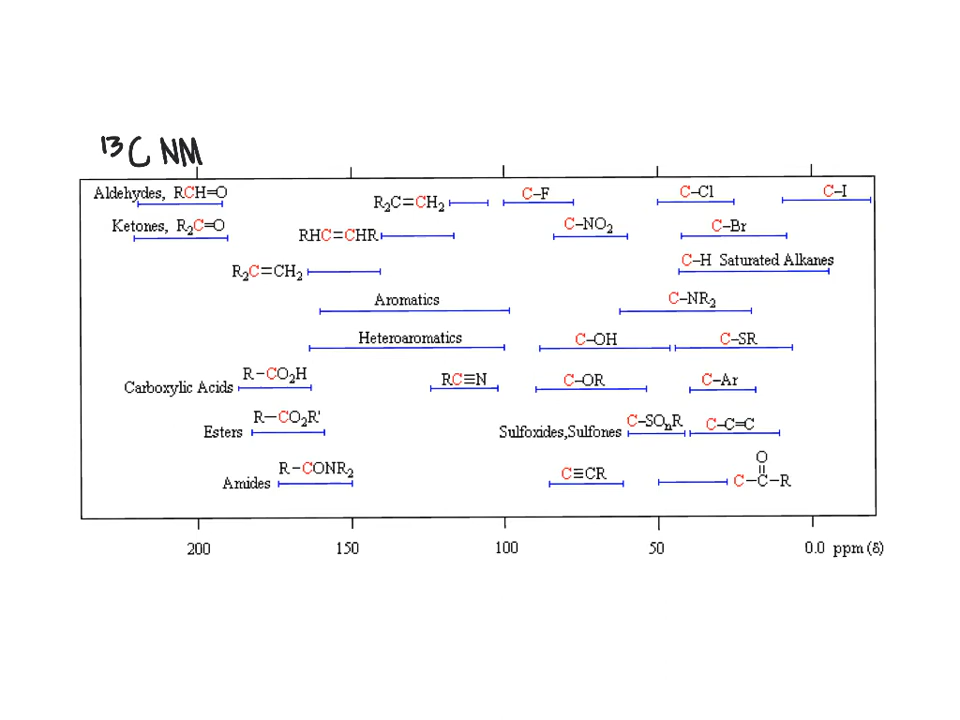 ¹³C NM
Aldehydes, RCH=O
R₂C=CH₂
C–F
C–Cl
C–I
Ketones, R₂C=O
RHC=CHR
C–NO₂
C–Br
R₂C=CH₂
C–H Saturated Alkanes
Aromatics
C–NR₂
Heteroaromatics
C–OH
C–SR
Carboxylic Acids R–CO₂H
RC≡N
C–OR
C–Ar
Esters R–CO₂R'
Sulfoxides,Sulfones C–SOₙR
C–C=C
Amides R–CONR₂
C≡CR
O
C–C–R
200 150 100 50 0.0 ppm (δ)